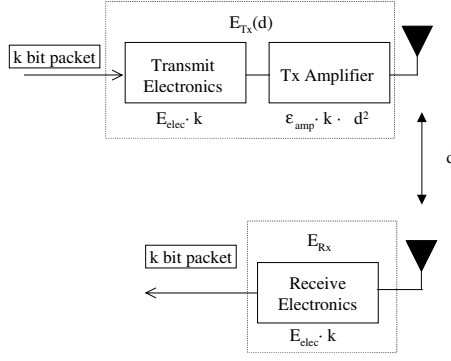 E_Tx(d)
k bit packet
Transmit
Electronics
Tx Amplifier
E_elec · k
ε_amp · k · d²
d
k bit packet
E_Rx
Receive
Electronics
E_elec · k